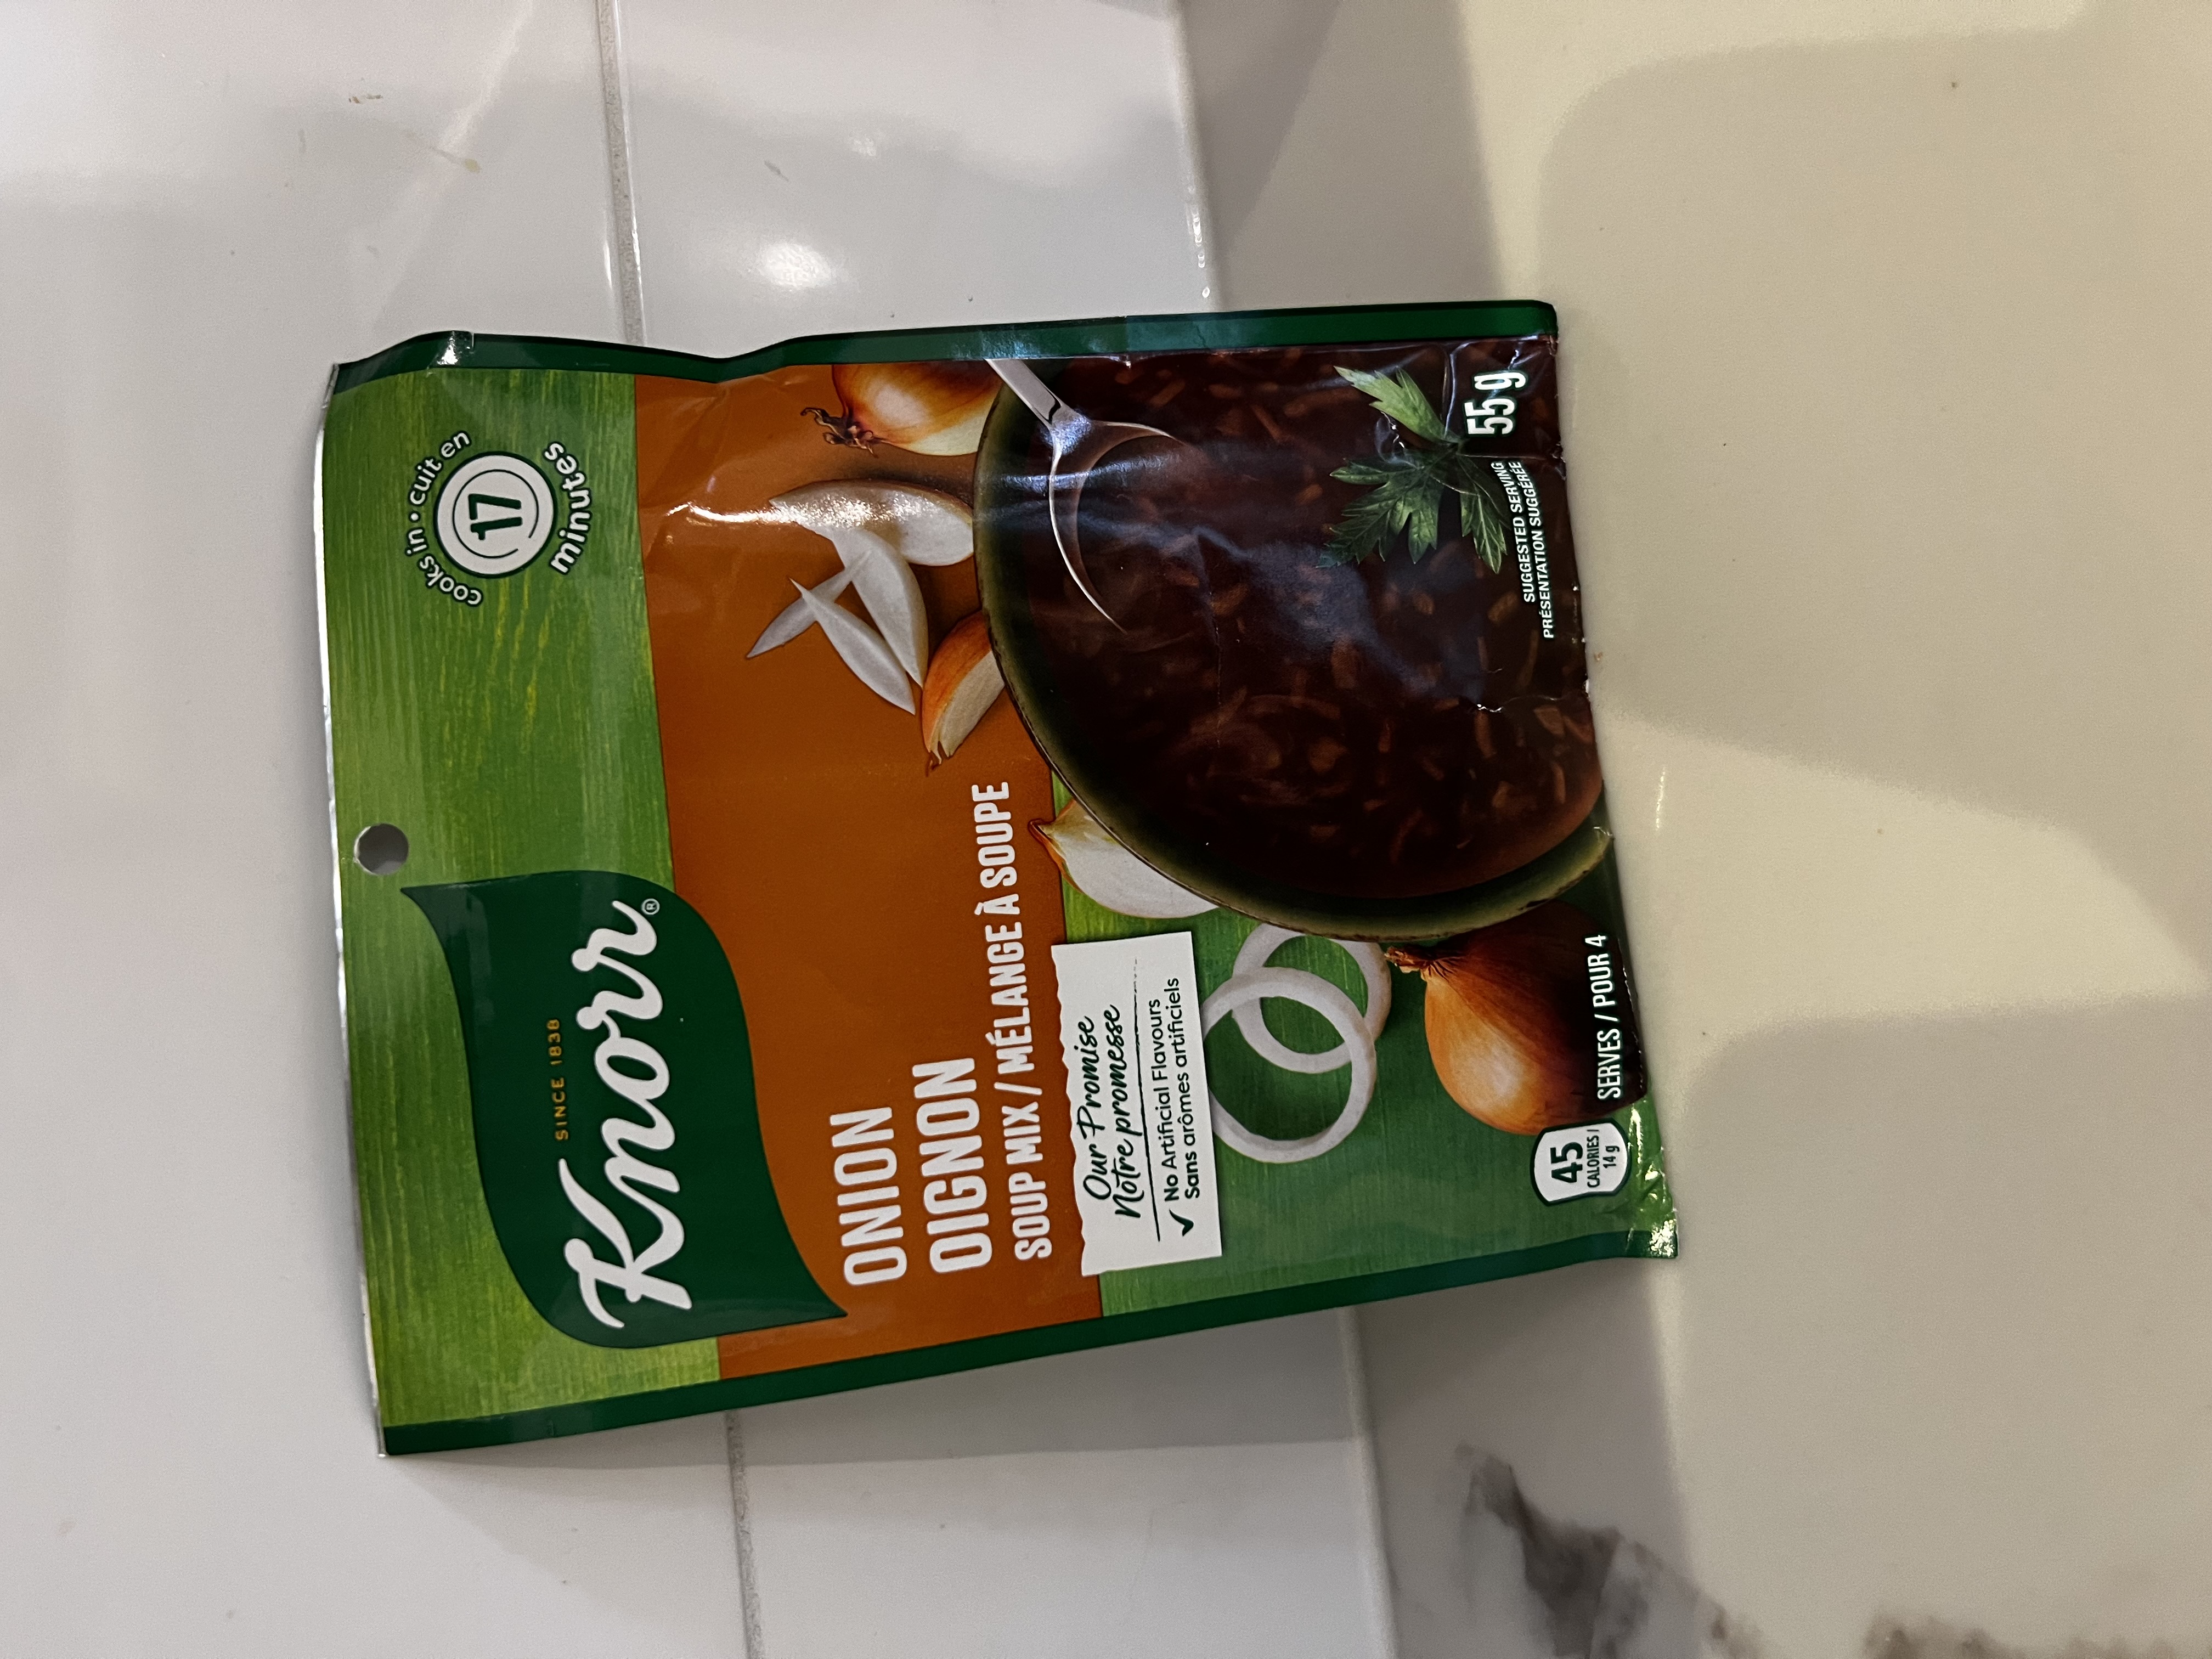 cooks in • cuit en
17
minutes
SINCE 1838
Knorr®
ONION
OIGNON
SOUP MIX / MÉLANGE À SOUPE
Our Promise
Notre promesse
✓ No Artificial Flavours
Sans arômes artificiels
45
CALORIES /
14 g
SERVES / POUR 4
SUGGESTED SERVING
PRÉSENTATION SUGGÉRÉE
55 g